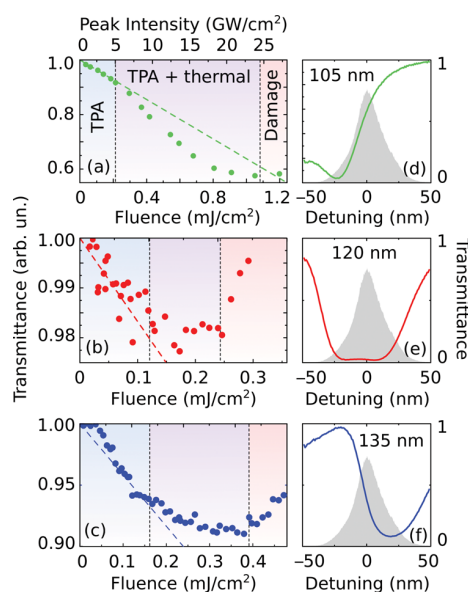 Peak Intensity (GW/cm²)
0 5 10 15 20 25
1.0
0.8
0.6
TPA
TPA + thermal
Damage
(a)
0 0.4 0.8 1.2
Fluence (mJ/cm²)
105 nm
1
0
(d)
−50 0 50
Detuning (nm)
Transmittance (arb. un.)
1.00
0.99
0.98
(b)
0 0.1 0.2 0.3
Fluence (mJ/cm²)
120 nm
1
0
(e)
−50 0 50
Detuning (nm)
Transmittance
1.00
0.95
0.90
(c)
0 0.1 0.2 0.3 0.4
Fluence (mJ/cm²)
135 nm
1
0
(f)
−50 0 50
Detuning (nm)